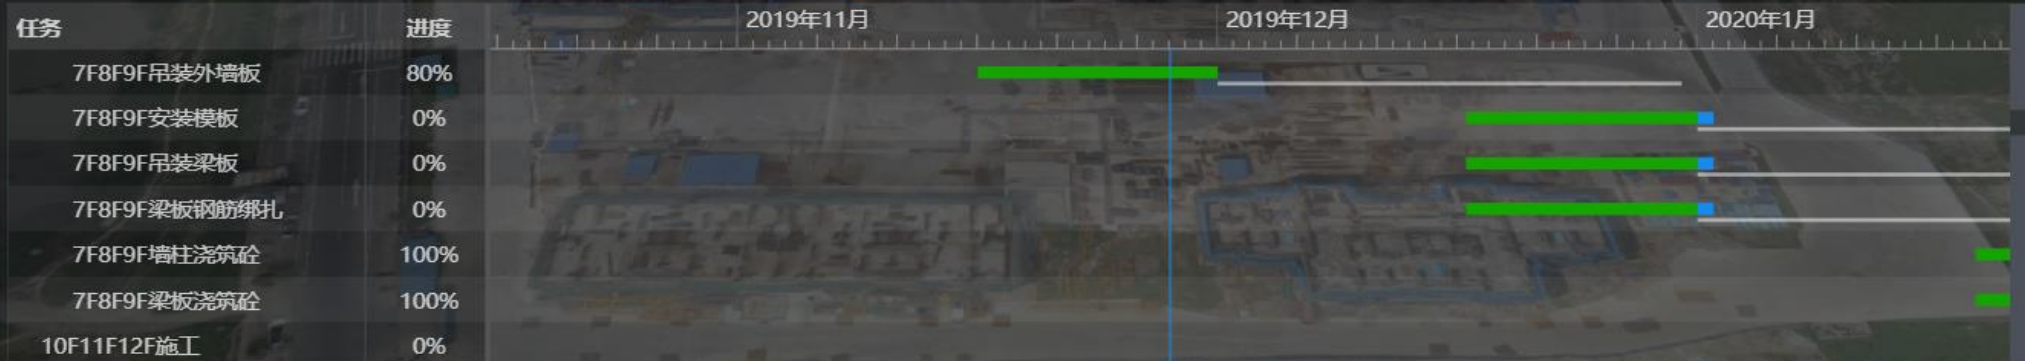 任务 进度 2019年11月 2019年12月 2020年1月
7F8F9F吊装外墙板 80%
7F8F9F安装模板 0%
7F8F9F吊装梁板 0%
7F8F9F梁板钢筋绑扎 0%
7F8F9F墙柱浇筑砼 100%
7F8F9F梁板浇筑砼 100%
10F11F12F施工 0%